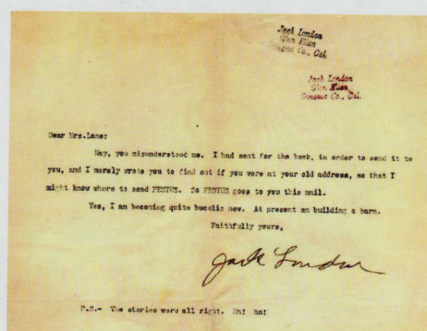 Jack London
Glen Ellen
Sonoma Co., Cal.
Jack London
Glen Ellen
Sonoma Co., Cal.
Dear Mrs.Lane:
Nay, you misunderstood me. I had sent for the book, in order to send it to
you, and I merely wrote you to find out if you were at your old address, so that I
might know where to send FESTUS. So FESTUS goes to you this mail.
Yes, I am becoming quite bucolic now. At present am building a barn.
Faithfully yours,
Jack London
P.S.- The stories were all right. Ha! ha!